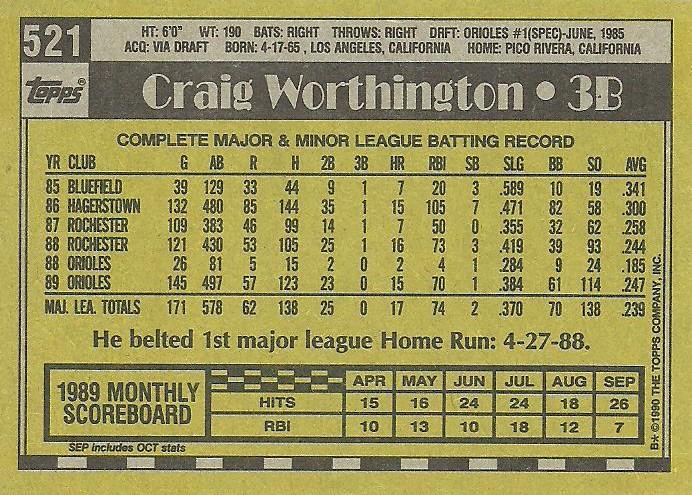 521
HT: 6'0" WT: 190 BATS: RIGHT THROWS: RIGHT DRFT: ORIOLES #1(SPEC)-JUNE, 1985
ACQ: VIA DRAFT BORN: 4-17-65, LOS ANGELES, CALIFORNIA HOME: PICO RIVERA, CALIFORNIA
TOPPS®
Craig Worthington • 3B
COMPLETE MAJOR & MINOR LEAGUE BATTING RECORD
YR CLUB G AB R H 2B 3B HR RBI SB SLG BB SO AVG
85 BLUEFIELD 39 129 33 44 9 1 7 20 3 .589 10 19 .341
86 HAGERSTOWN 132 480 85 144 35 1 15 105 7 .471 82 58 .300
87 ROCHESTER 109 383 46 99 14 1 7 50 0 .355 32 62 .258
88 ROCHESTER 121 430 53 105 25 1 16 73 3 .419 39 93 .244
88 ORIOLES 26 81 5 15 2 0 2 4 1 .284 9 24 .185
89 ORIOLES 145 497 57 123 23 0 15 70 1 .384 61 114 .247
MAJ. LEA. TOTALS 171 578 62 138 25 0 17 74 2 .370 70 138 .239
He belted 1st major league Home Run: 4-27-88.
1989 MONTHLY
SCOREBOARD
APR MAY JUN JUL AUG SEP
HITS 15 16 24 24 18 26
RBI 10 13 10 18 12 7
SEP includes OCT stats
B* ©1990 THE TOPPS COMPANY, INC.